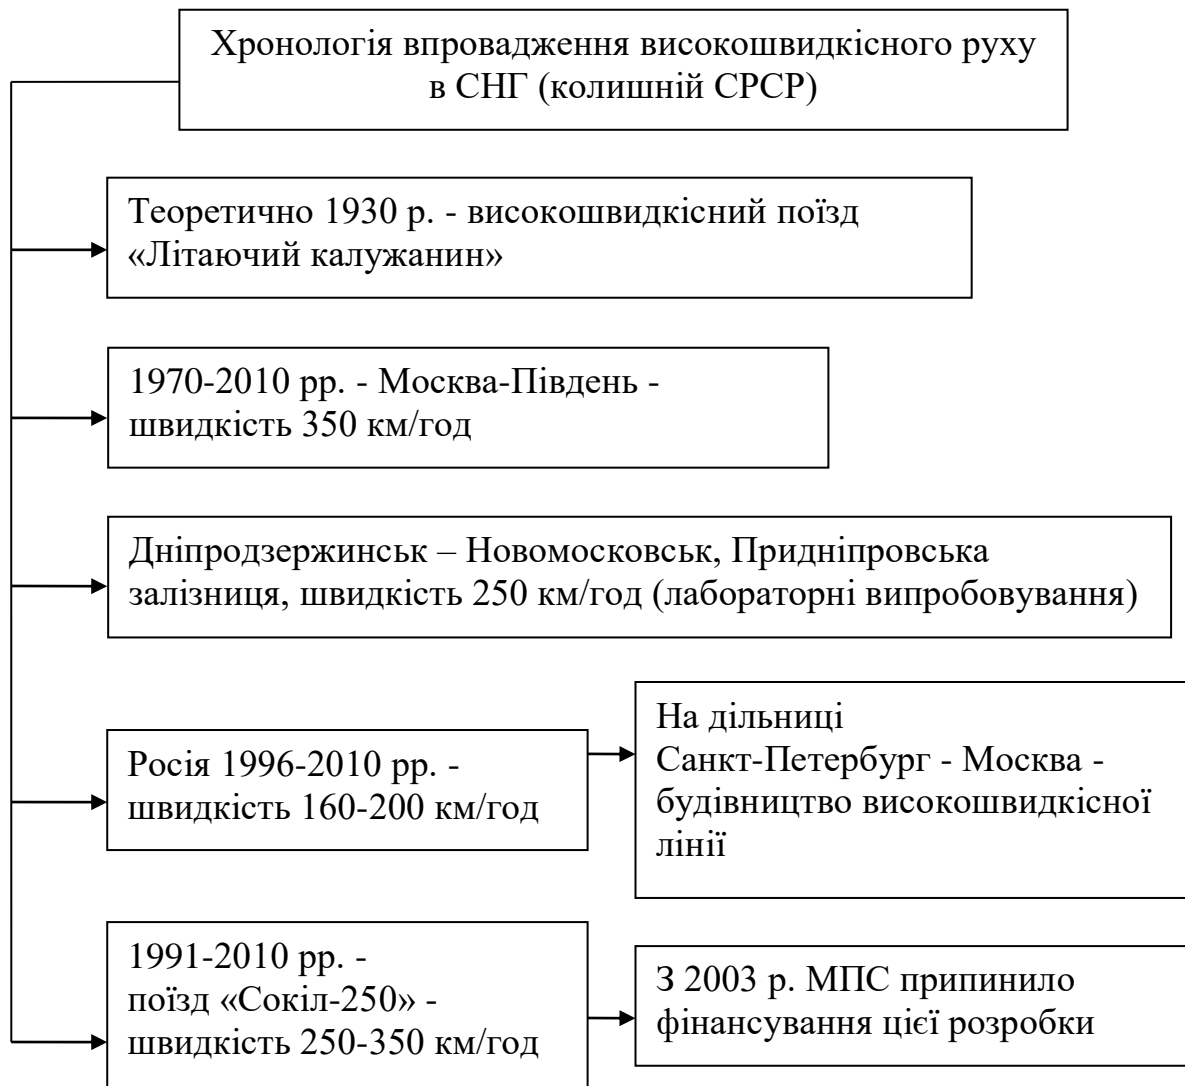 Хронологія впровадження високошвидкісного руху
в СНГ (колишній СРСР)
Теоретично 1930 р. - високошвидкісний поїзд
«Літаючий калужанин»
1970-2010 рр. - Москва-Південь -
швидкість 350 км/год
Дніпродзержинськ – Новомосковськ, Придніпровська
залізниця, швидкість 250 км/год (лабораторні випробовування)
Росія 1996-2010 рр. -
швидкість 160-200 км/год
На дільниці
Санкт-Петербург - Москва -
будівництво високошвидкісної
лінії
1991-2010 рр. -
поїзд «Сокіл-250» -
швидкість 250-350 км/год
З 2003 р. МПС припинило
фінансування цієї розробки